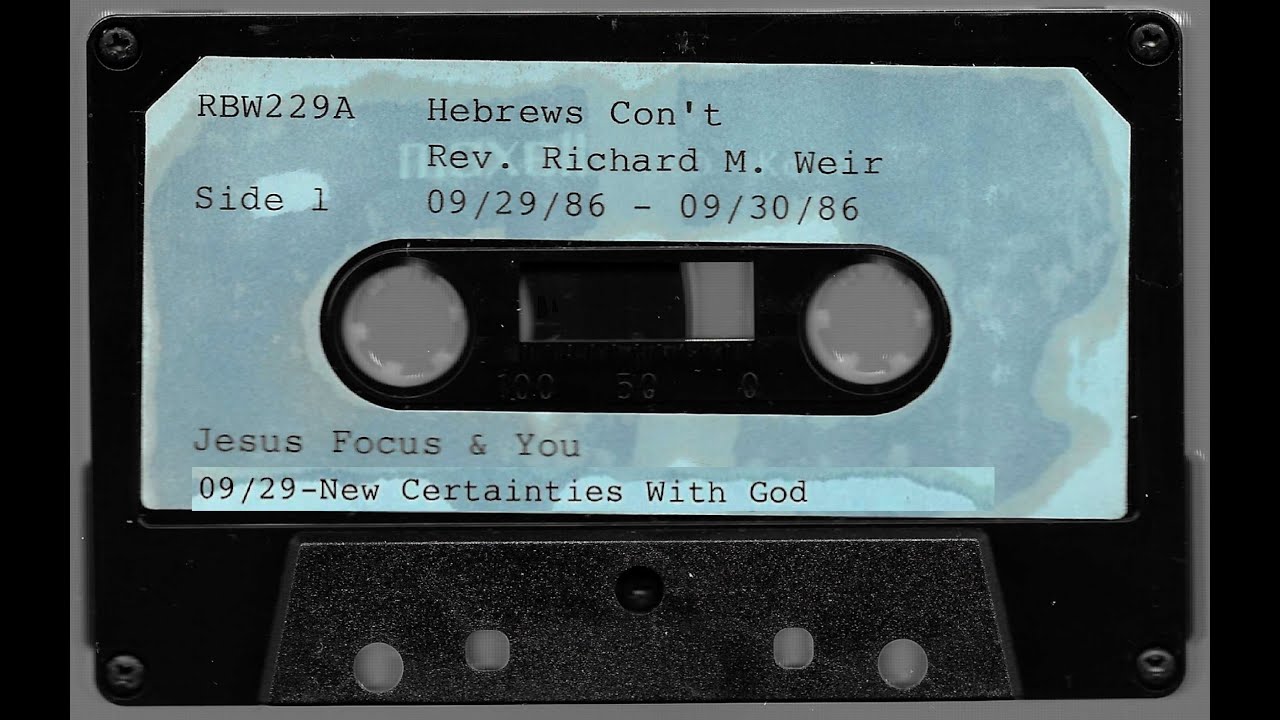 RBW229A Hebrews Con't
Rev. Richard M. Weir
Side 1 09/29/86 - 09/30/86
100 50 0
Jesus Focus & You
09/29-New Certainties With God